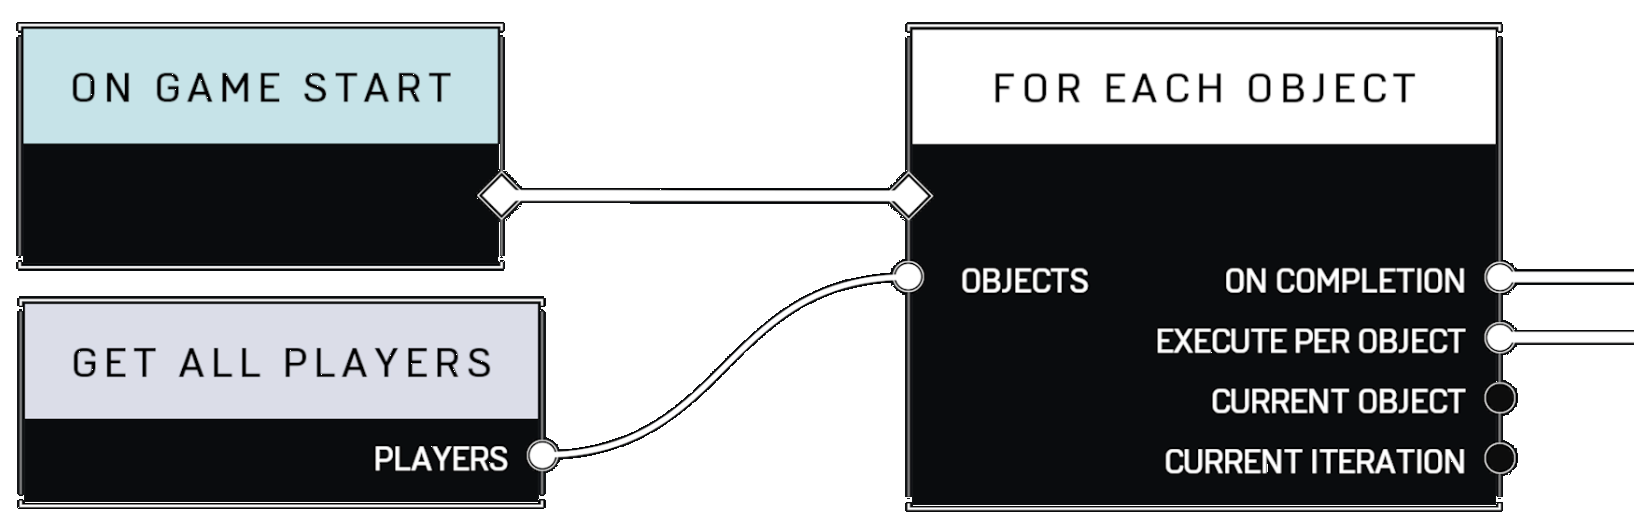 ON GAME START
GET ALL PLAYERS
PLAYERS
FOR EACH OBJECT
OBJECTS
ON COMPLETION
EXECUTE PER OBJECT
CURRENT OBJECT
CURRENT ITERATION